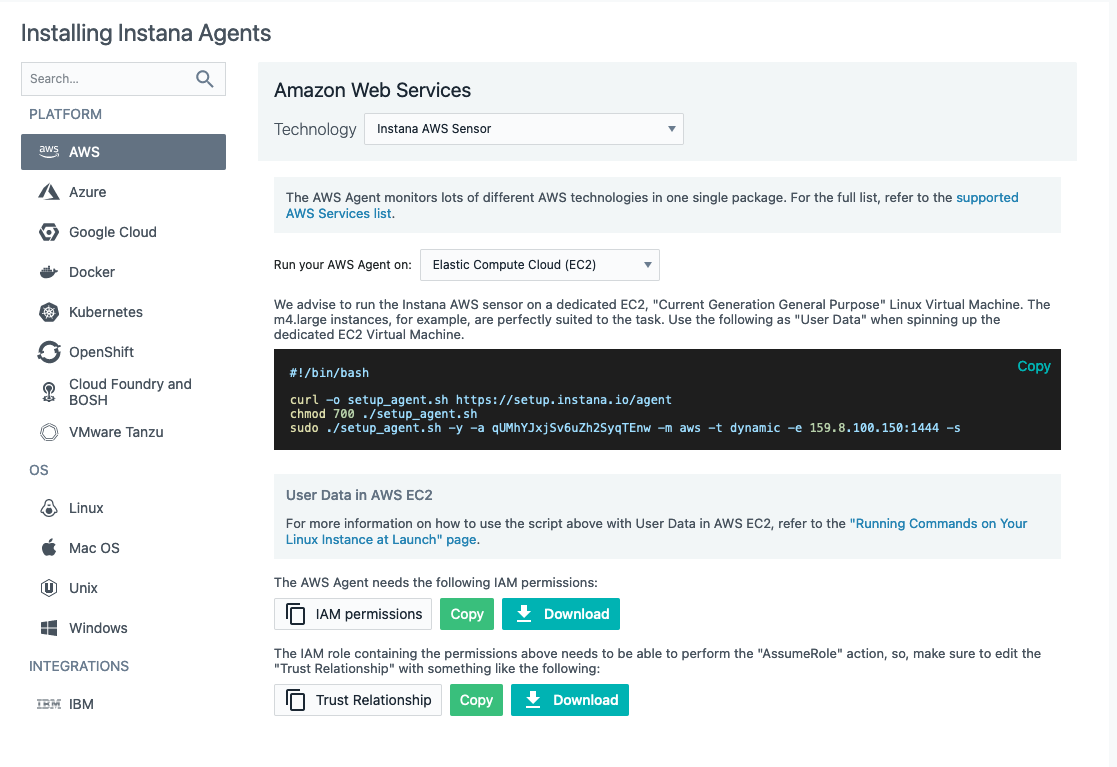 Installing Instana Agents
Search...
PLATFORM
aws AWS
Azure
Google Cloud
Docker
Kubernetes
OpenShift
Cloud Foundry and
BOSH
VMware Tanzu
OS
Linux
Mac OS
Unix
Windows
INTEGRATIONS
IBM IBM
Amazon Web Services
Technology Instana AWS Sensor
The AWS Agent monitors lots of different AWS technologies in one single package. For the full list, refer to the supported
AWS Services list.
Run your AWS Agent on: Elastic Compute Cloud (EC2)
We advise to run the Instana AWS sensor on a dedicated EC2, "Current Generation General Purpose" Linux Virtual Machine. The
m4.large instances, for example, are perfectly suited to the task. Use the following as "User Data" when spinning up the
dedicated EC2 Virtual Machine.
Copy
#!/bin/bash
curl -o setup_agent.sh https://setup.instana.io/agent
chmod 700 ./setup_agent.sh
sudo ./setup_agent.sh -y -a qUMhYJxjSv6uZh2SyqTEnw -m aws -t dynamic -e 159.8.100.150:1444 -s
User Data in AWS EC2
For more information on how to use the script above with User Data in AWS EC2, refer to the "Running Commands on Your
Linux Instance at Launch" page.
The AWS Agent needs the following IAM permissions:
IAM permissions Copy Download
The IAM role containing the permissions above needs to be able to perform the "AssumeRole" action, so, make sure to edit the
"Trust Relationship" with something like the following:
Trust Relationship Copy Download